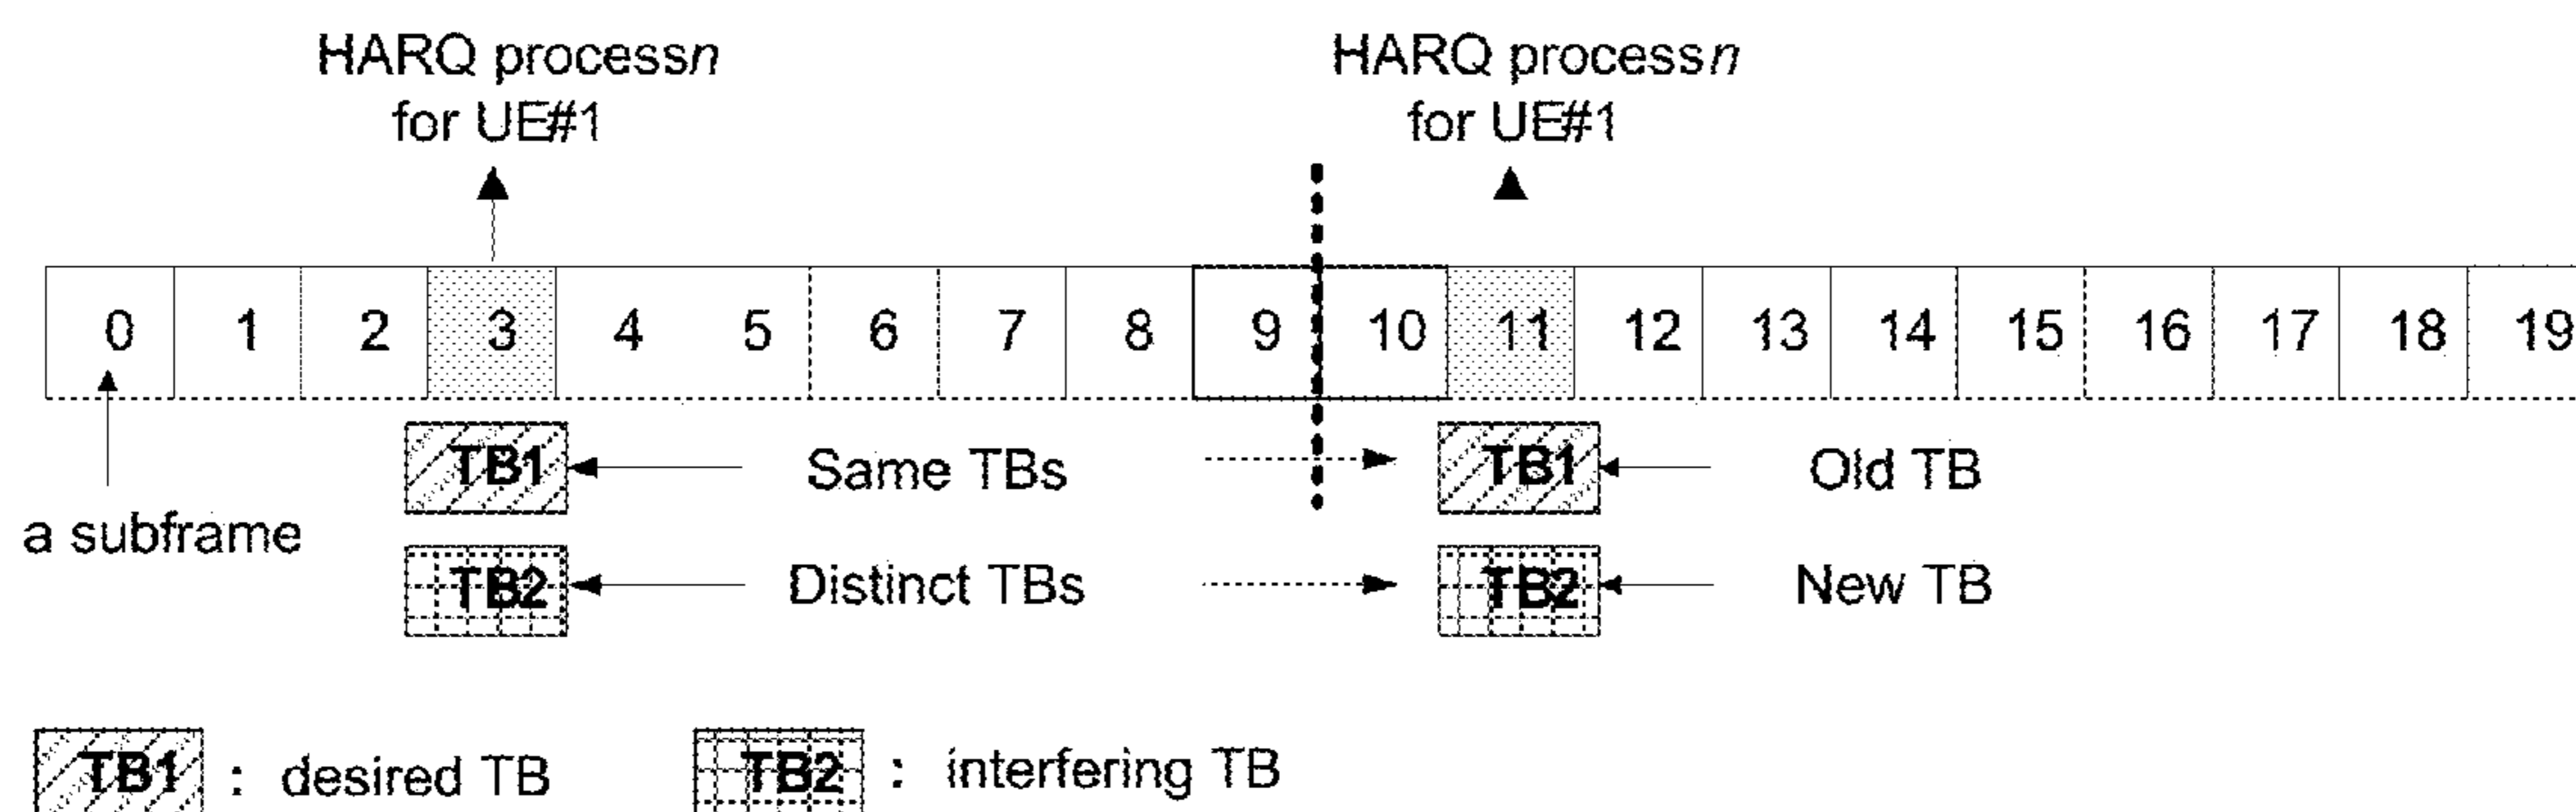 HARQ processn HARQ processn
for UE#1 for UE#1
0 1 2 3 4 5 6 7 8 9 10 11 12 13 14 15 16 17 18 19
TB1 Same TBs TB1 Old TB
a subframe
TB2 Distinct TBs TB2 New TB
TB1 : desired TB TB2 : interfering TB